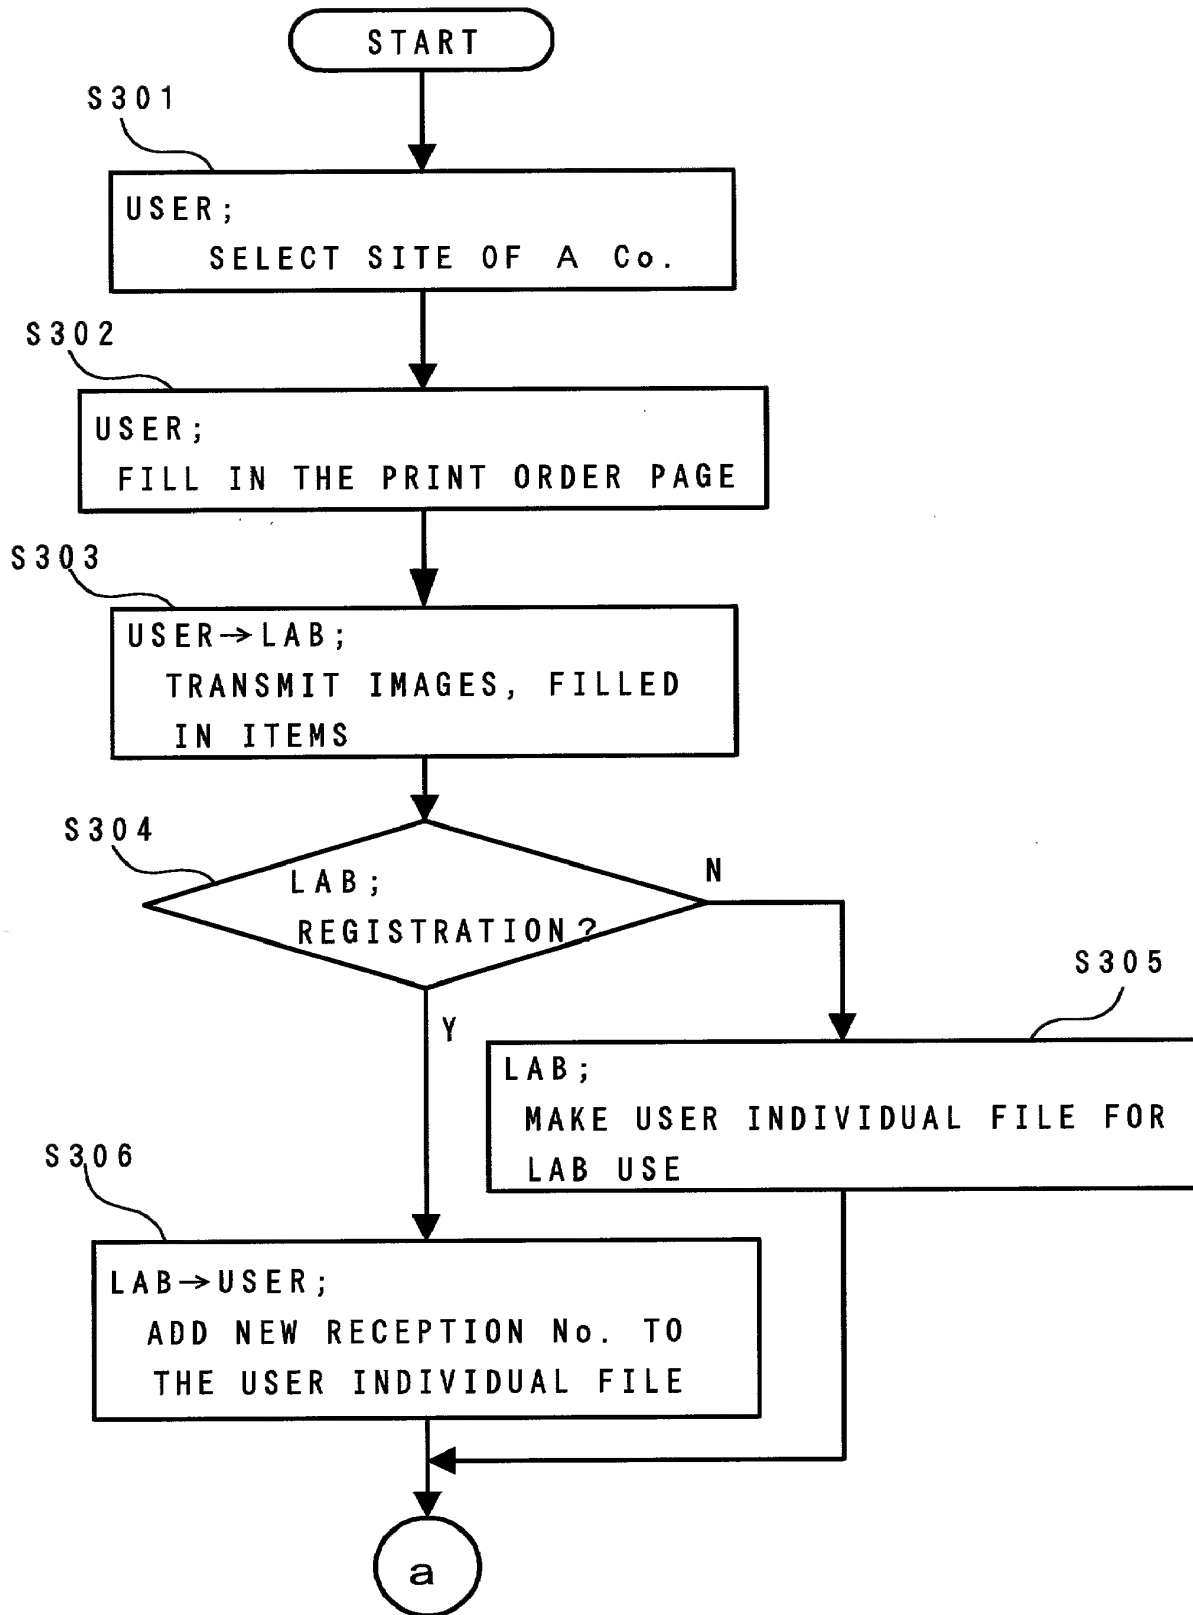 START
S301
USER;
SELECT SITE OF A Co.
S302
USER;
FILL IN THE PRINT ORDER PAGE
S303
USER→LAB;
TRANSMIT IMAGES, FILLED
IN ITEMS
S304
LAB;
REGISTRATION?
N
Y
S305
LAB;
MAKE USER INDIVIDUAL FILE FOR
LAB USE
S306
LAB→USER;
ADD NEW RECEPTION No. TO
THE USER INDIVIDUAL FILE
a